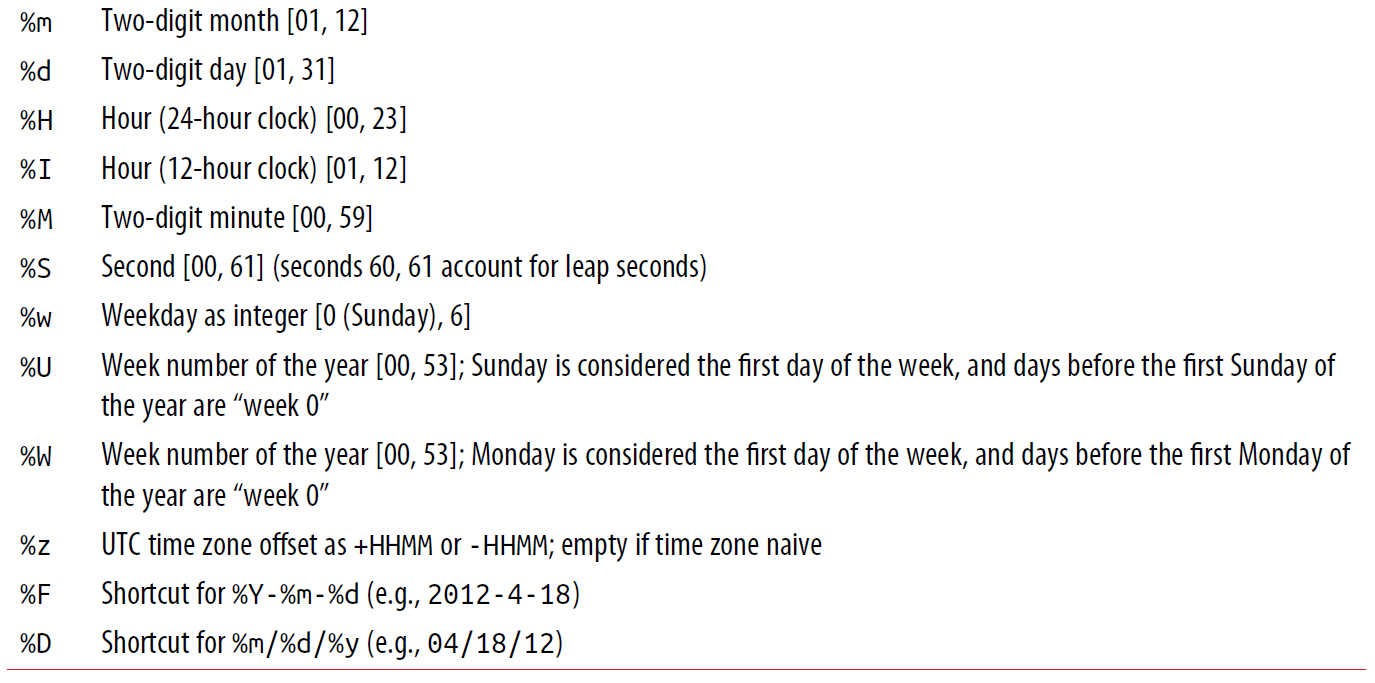 %m Two-digit month [01, 12]
%d Two-digit day [01, 31]
%H Hour (24-hour clock) [00, 23]
%I Hour (12-hour clock) [01, 12]
%M Two-digit minute [00, 59]
%S Second [00, 61] (seconds 60, 61 account for leap seconds)
%w Weekday as integer [0 (Sunday), 6]
%U Week number of the year [00, 53]; Sunday is considered the first day of the week, and days before the first Sunday of
the year are “week 0”
%W Week number of the year [00, 53]; Monday is considered the first day of the week, and days before the first Monday of
the year are “week 0”
%z UTC time zone offset as +HHMM or -HHMM; empty if time zone naive
%F Shortcut for %Y-%m-%d (e.g., 2012-4-18)
%D Shortcut for %m/%d/%y (e.g., 04/18/12)